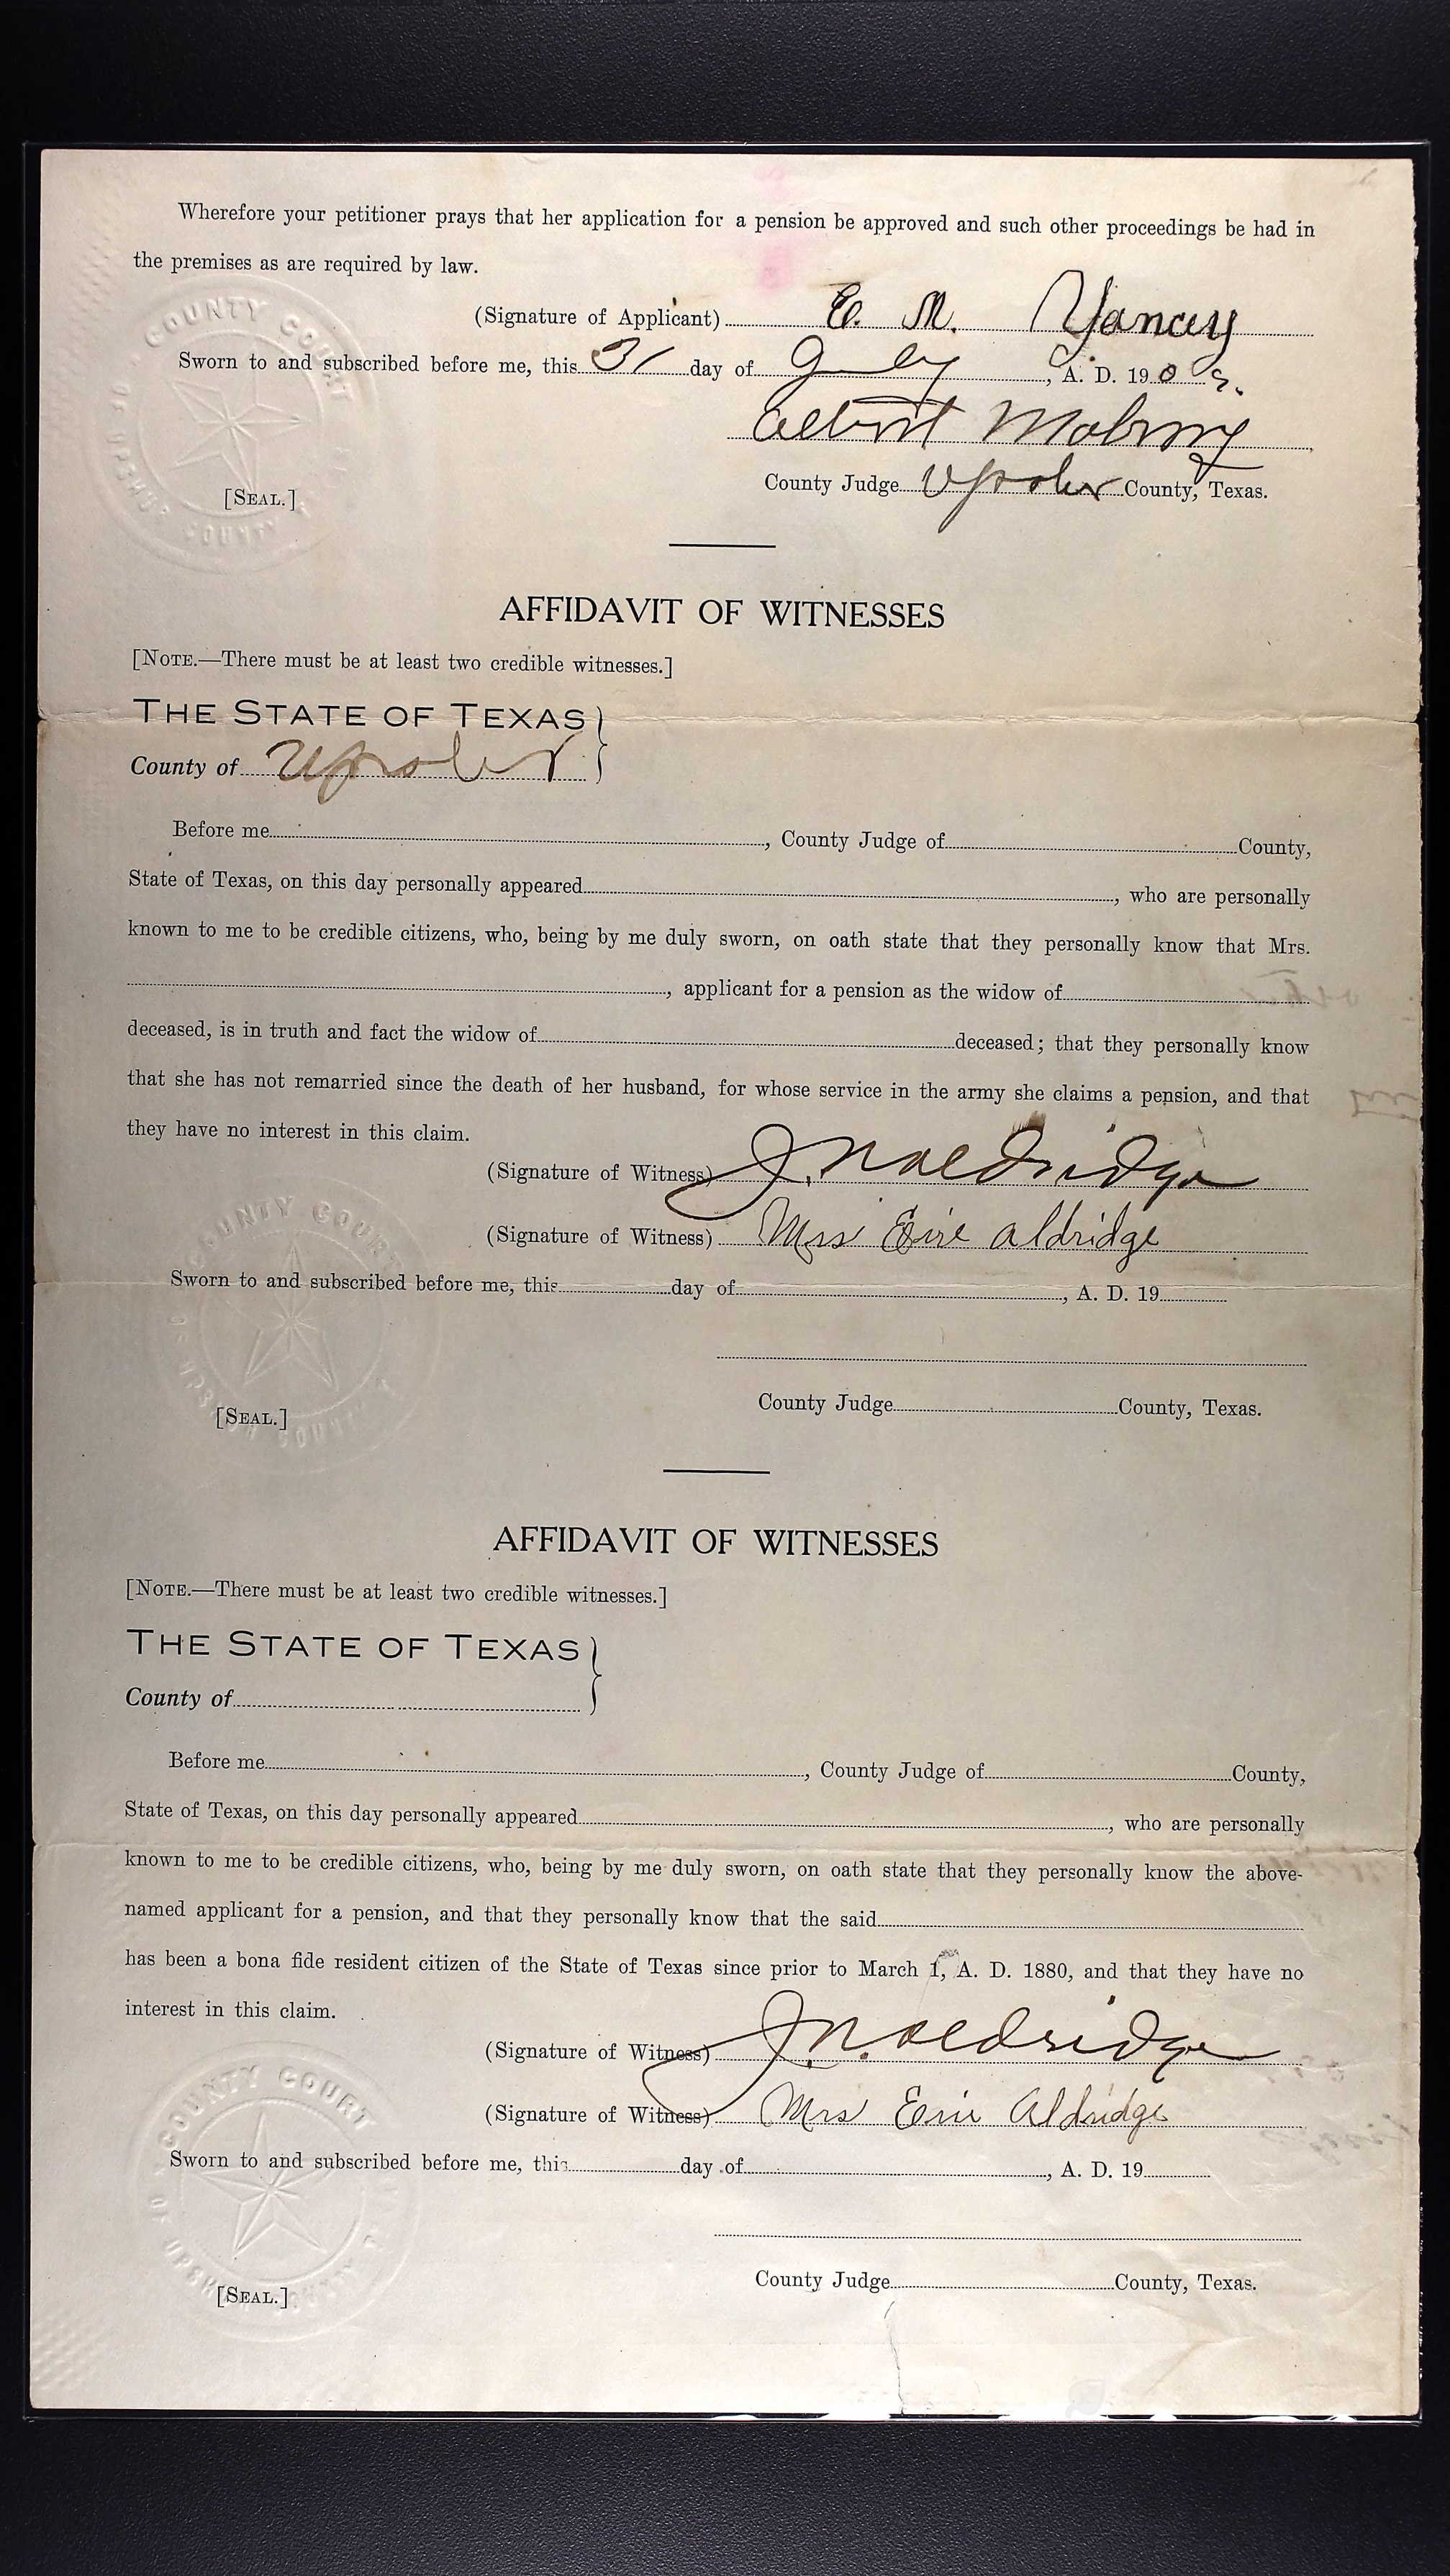 Wherefore your petitioner prays that her application for a pension be approved and such other proceedings be had in
the premises as are required by law.
(Signature of Applicant) E. M. Yancey
Sworn to and subscribed before me, this 31 day of July, A. D. 1909.
County Judge Upshur County, Texas.
COUNTY COURT
UPSHUR COUNTY
[SEAL.]
AFFIDAVIT OF WITNESSES
[NOTE.—There must be at least two credible witnesses.]
THE STATE OF TEXAS}
County of Upshur
Before me, County Judge of County,
State of Texas, on this day personally appeared, who are personally
known to me to be credible citizens, who, being by me duly sworn, on oath state that they personally know that Mrs.
, applicant for a pension as the widow of
deceased, is in truth and fact the widow of deceased; that they personally know
that she has not remarried since the death of her husband, for whose service in the army she claims a pension, and that
they have no interest in this claim.
(Signature of Witness) J. N. Aldridge
(Signature of Witness) Mrs Aldridge
Sworn to and subscribed before me, this day of, A. D. 19
County Judge County, Texas.
[SEAL.]
AFFIDAVIT OF WITNESSES
[NOTE.—There must be at least two credible witnesses.]
THE STATE OF TEXAS}
County of
Before me, County Judge of County,
State of Texas, on this day personally appeared, who are personally
known to me to be credible citizens, who, being by me duly sworn, on oath state that they personally know the above-
named applicant for a pension, and that they personally know that the said
has been a bona fide resident citizen of the State of Texas since prior to March 1, A. D. 1880, and that they have no
interest in this claim.
(Signature of Witness) J. N. Aldridge
(Signature of Witness) Mrs Aldridge
COUNTY COURT
Sworn to and subscribed before me, this day of, A. D. 19
County Judge County, Texas.
[SEAL.]